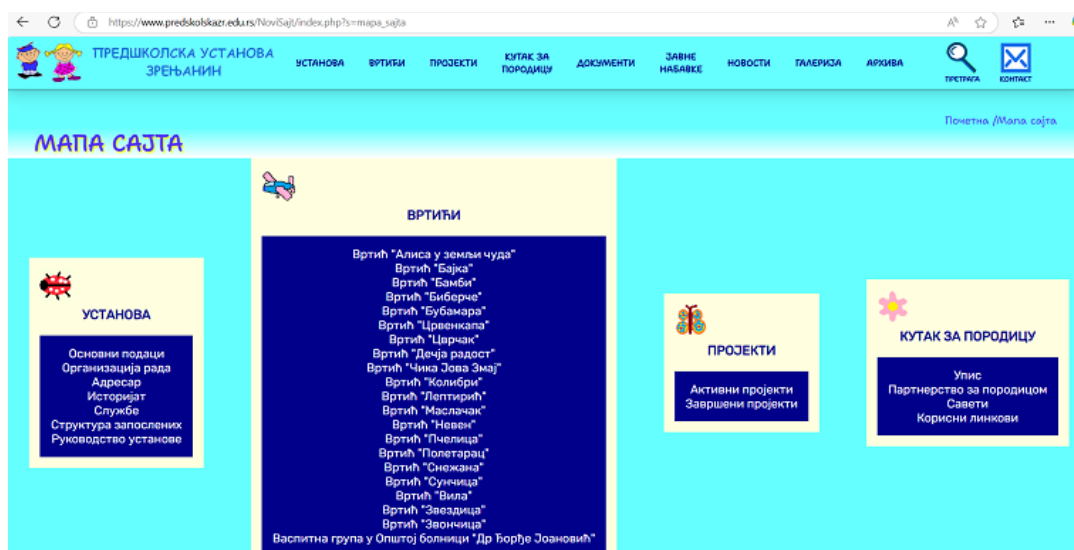 https://www.predskolskazr.edu.rs/NoviSajt/index.php?s=mapa_sajta
ПРЕДШКОЛСКА УСТАНОВА
ЗРЕЊАНИН
УСТАНОВА
ВРТИЋИ
ПРОЈЕКТИ
КУТАК ЗА
ПОРОДИЦУ
ДОКУМЕНТИ
ЈАВНЕ
НАБАВКЕ
НОВОСТИ
ГАЛЕРИЈА
АРХИВА
ПРЕТРАГА
КОНТАКТ
Почетна /Мапа сајта
МАПА САЈТА
УСТАНОВА
Основни подаци
Организација рада
Адресар
Историјат
Службе
Структура запослених
Руководство установе
ВРТИЋИ
Вртић "Алиса у земљи чуда"
Вртић "Бајка"
Вртић "Бамби"
Вртић "Биберче"
Вртић "Бубамара"
Вртић "Црвенкапа"
Вртић "Цврчак"
Вртић "Дечја радост"
Вртић "Чика Јова Змај"
Вртић "Колибри"
Вртић "Лептирић"
Вртић "Маслачак"
Вртић "Невен"
Вртић "Пчелица"
Вртић "Полетарац"
Вртић "Снежана"
Вртић "Сунчица"
Вртић "Вила"
Вртић "Звездица"
Вртић "Звончица"
Васпитна група у Општој болници "Др Ђорђе Јоановић"
ПРОЈЕКТИ
Активни пројекти
Завршени пројекти
КУТАК ЗА ПОРОДИЦУ
Упис
Партнерство за породицом
Савети
Корисни линкови